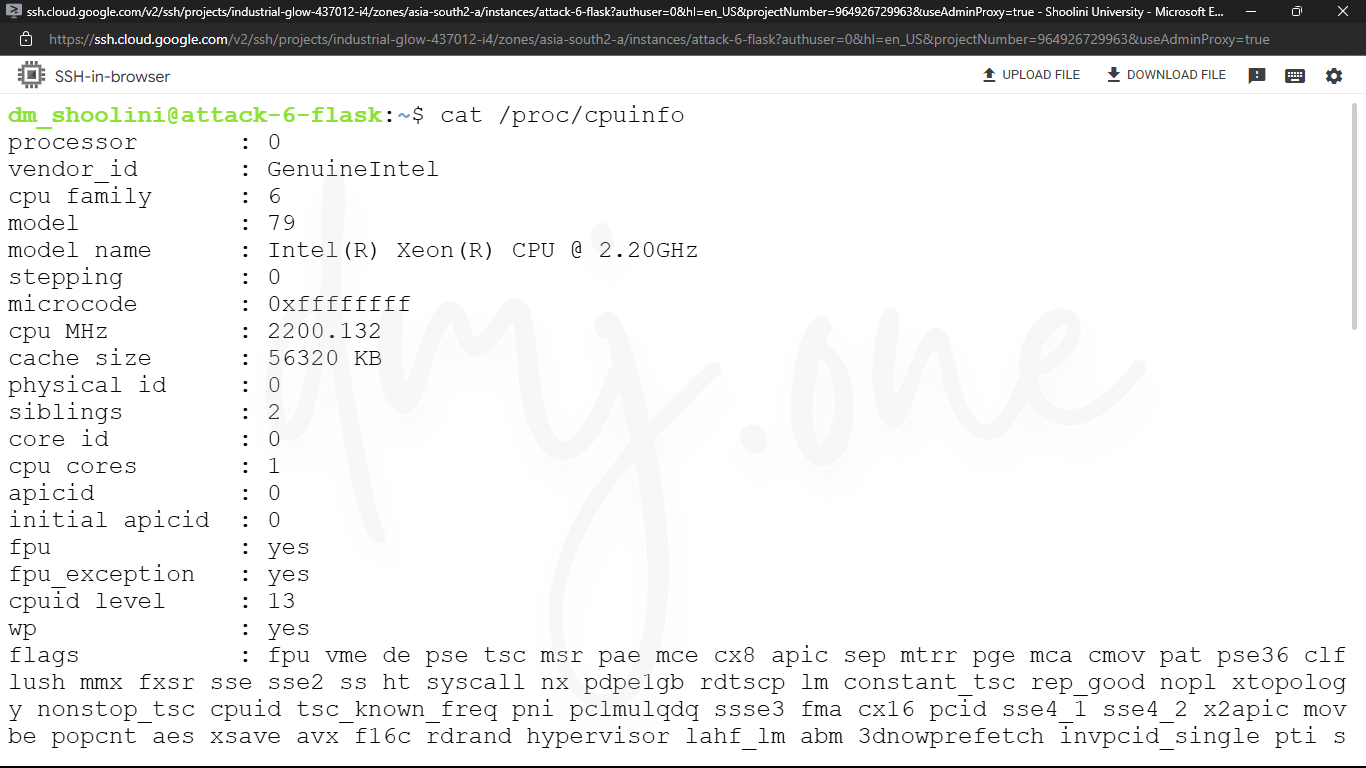 ssh.cloud.google.com/v2/ssh/projects/industrial-glow-437012-i4/zones/asia-south2-a/instances/attack-6-flask?authuser=0&hl=en_US&projectNumber=964926729963&useAdminProxy=true - Shoolini University - Microsoft E...
https://ssh.cloud.google.com/v2/ssh/projects/industrial-glow-437012-i4/zones/asia-south2-a/instances/attack-6-flask?authuser=0&hl=en_US&projectNumber=964926729963&useAdminProxy=true
SSH-in-browser UPLOAD FILE DOWNLOAD FILE
dm_shoolini@attack-6-flask:~$ cat /proc/cpuinfo
processor : 0
vendor_id : GenuineIntel
cpu family : 6
model : 79
model name : Intel(R) Xeon(R) CPU @ 2.20GHz
stepping : 0
microcode : 0xffffffff
cpu MHz : 2200.132
cache size : 56320 KB
physical id : 0
siblings : 2
core id : 0
cpu cores : 1
apicid : 0
initial apicid : 0
fpu : yes
fpu_exception : yes
cpuid level : 13
wp : yes
flags : fpu vme de pse tsc msr pae mce cx8 apic sep mtrr pge mca cmov pat pse36 clf
lush mmx fxsr sse sse2 ss ht syscall nx pdpe1gb rdtscp lm constant_tsc rep_good nopl xtopolog
y nonstop_tsc cpuid tsc_known_freq pni pclmulqdq ssse3 fma cx16 pcid sse4_1 sse4_2 x2apic mov
be popcnt aes xsave avx f16c rdrand hypervisor lahf_lm abm 3dnowprefetch invpcid_single pti s
dmj.one